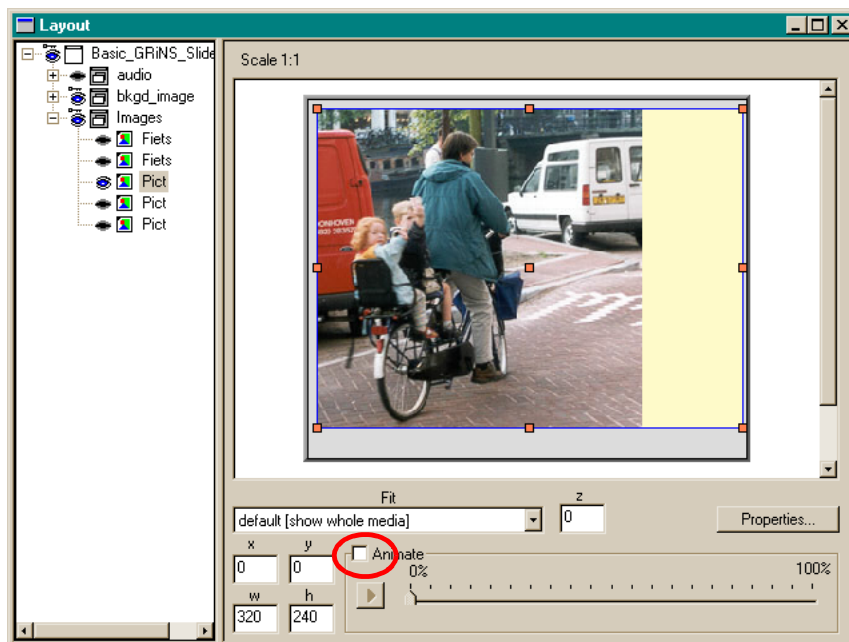 Layout
Basic_GRiNS_Slide
audio
bkgd_image
Images
Fiets
Fiets
Pict
Pict
Pict
Scale 1:1
Fit
z
default [show whole media]
0
Properties...
x y
0 0
Animate
0% 100%
w h
320 240